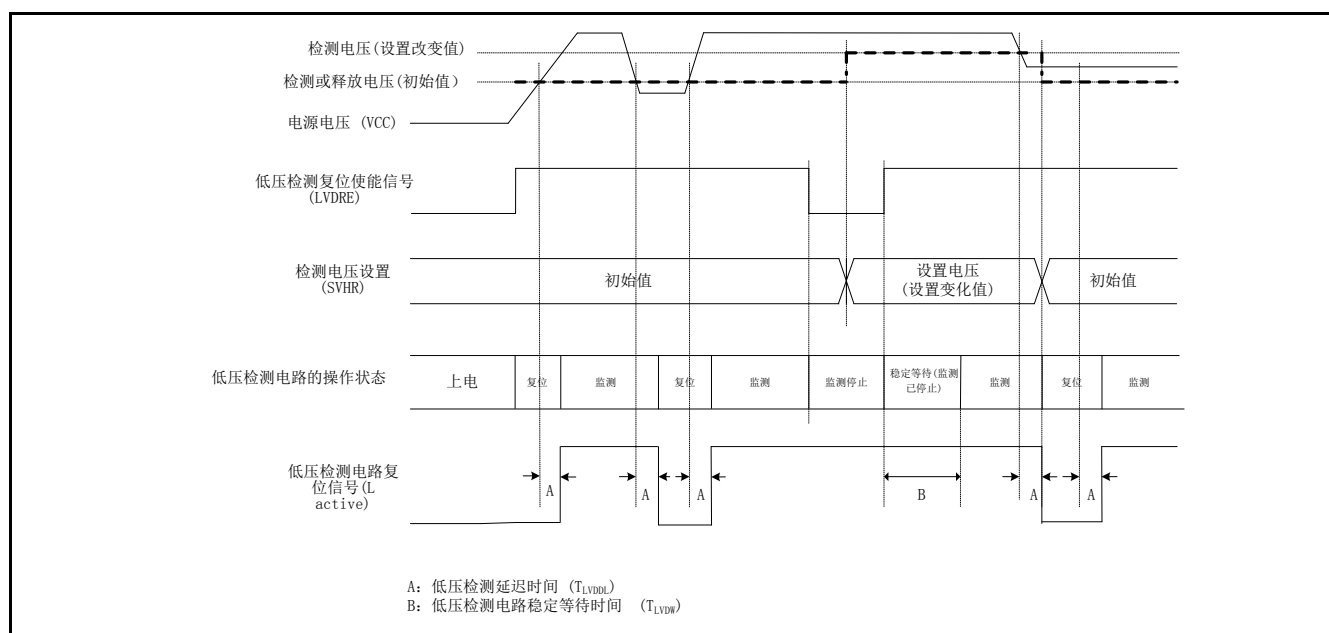 检测电压(设置改变值)
检测或释放电压(初始值)
电源电压 (VCC)
低压检测复位使能信号
(LVDRE)
检测电压设置
(SVHR)
初始值
设置电压
(设置变化值)
初始值
低压检测电路的操作状态
上电
复位
监测
复位
监测
监测停止
稳定等待(监测
已停止)
监测
复位
监测
低压检测电路复
位信号(L
active)
A
A
A
B
A
A
A: 低压检测延迟时间 (TLVDDL)
B: 低压检测电路稳定等待时间 (TLVDW)